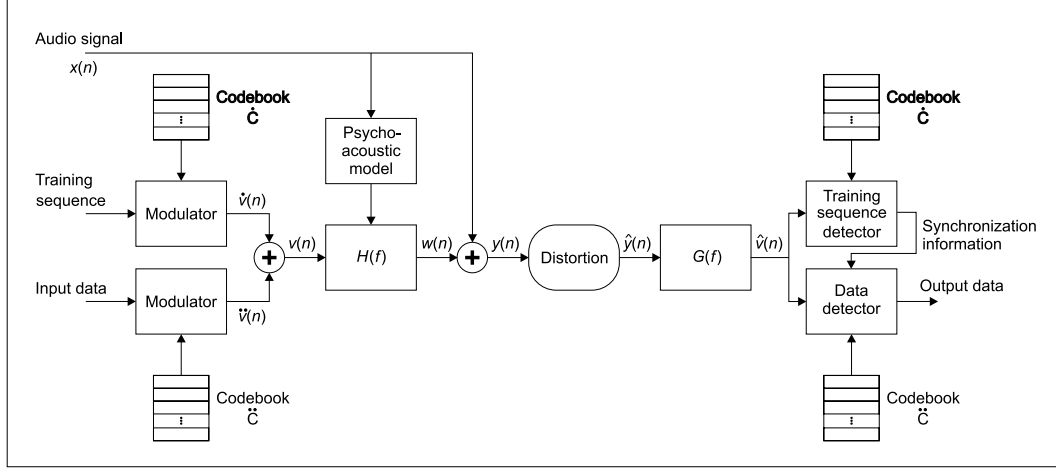 Audio signal
x(n)
Codebook
Ċ
Psycho-
acoustic
model
Training
sequence
Modulator
v̇(n)
v(n)
H(f)
w(n)
y(n)
Distortion
ŷ(n)
G(f)
v̂(n)
Input data
Modulator
v̈(n)
Codebook
C̈
Codebook
Ċ
Training
sequence
detector
Synchronization
information
Data
detector
Output data
Codebook
C̈